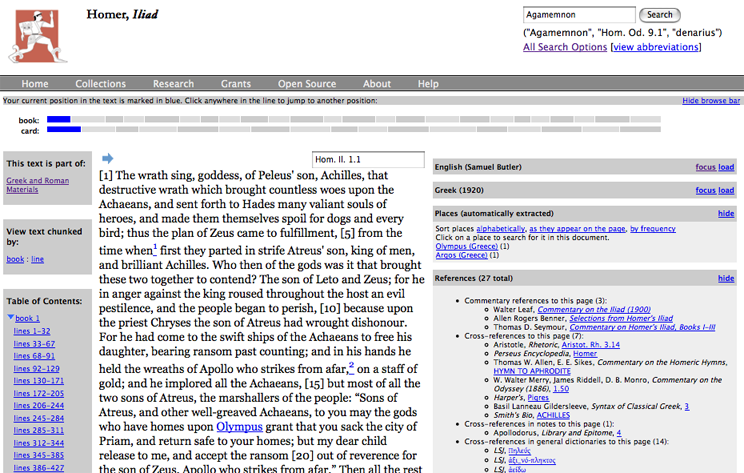 Homer, Iliad
Agamemnon
Search
("Agamemnon", "Hom. Od. 9.1", "denarius")
All Search Options [view abbreviations]
Home Collections Research Grants Open Source About Help
Your current position in the text is marked in blue. Click anywhere in the line to jump to another position:
Hide browse bar
book:
card:
This text is part of:
Greek and Roman
Materials
View text chunked
by:
book : line
Table of Contents:
book 1
lines 1-32
lines 33-67
lines 68-91
lines 92-129
lines 130-171
lines 172-205
lines 206-244
lines 245-284
lines 285-311
lines 312-344
lines 345-385
lines 386-427
Hom. Il. 1.1
[1] The wrath sing, goddess, of Peleus' son, Achilles, that
destructive wrath which brought countless woes upon the
Achaeans, and sent forth to Hades many valiant souls of
heroes, and made them themselves spoil for dogs and every
bird; thus the plan of Zeus came to fulfillment, [5] from the
time when1 first they parted in strife Atreus' son, king of men,
and brilliant Achilles. Who then of the gods was it that brought
these two together to contend? The son of Leto and Zeus; for he
in anger against the king roused throughout the host an evil
pestilence, and the people began to perish, [10] because upon
the priest Chryses the son of Atreus had wrought dishonour.
For he had come to the swift ships of the Achaeans to free his
daughter, bearing ransom past counting; and in his hands he
held the wreaths of Apollo who strikes from afar,2 on a staff of
gold; and he implored all the Achaeans, [15] but most of all the
two sons of Atreus, the marshallers of the people: “Sons of
Atreus, and other well-greaved Achaeans, to you may the gods
who have homes upon Olympus grant that you sack the city of
Priam, and return safe to your homes; but my dear child
release to me, and accept the ransom [20] out of reverence for
the son of Zeus, Apollo who strikes from afar.” Then all the rest
English (Samuel Butler) focus load
Greek (1920) focus load
Places (automatically extracted) hide
Sort places alphabetically, as they appear on the page, by frequency
Click on a place to search for it in this document.
Olympus (Greece) (1)
Argos (Greece) (1)
References (27 total) hide
Commentary references to this page (3):
Walter Leaf, Commentary on the Iliad (1900)
Allen Rogers Benner, Selections from Homer's Iliad
Thomas D. Seymour, Commentary on Homer's Iliad, Books I-III
Cross-references to this page (7):
Aristotle, Rhetoric, Aristot. Rh. 3.14
Perseus Encyclopedia, Homer
Thomas W. Allen, E. E. Sikes, Commentary on the Homeric Hymns,
HYMN TO APHRODITE
W. Walter Merry, James Riddell, D. B. Monro, Commentary on the
Odyssey (1886), 1.50
Harper's, Pigres
Basil Lanneau Gildersleeve, Syntax of Classical Greek, 3
Smith's Bio, ACHILLES
Cross-references in notes to this page (1):
Apollodorus, Library and Epitome, 4
Cross-references in general dictionaries to this page (14):
LSJ, Πηλεύς
LSJ,
LSJ, ἀείδω